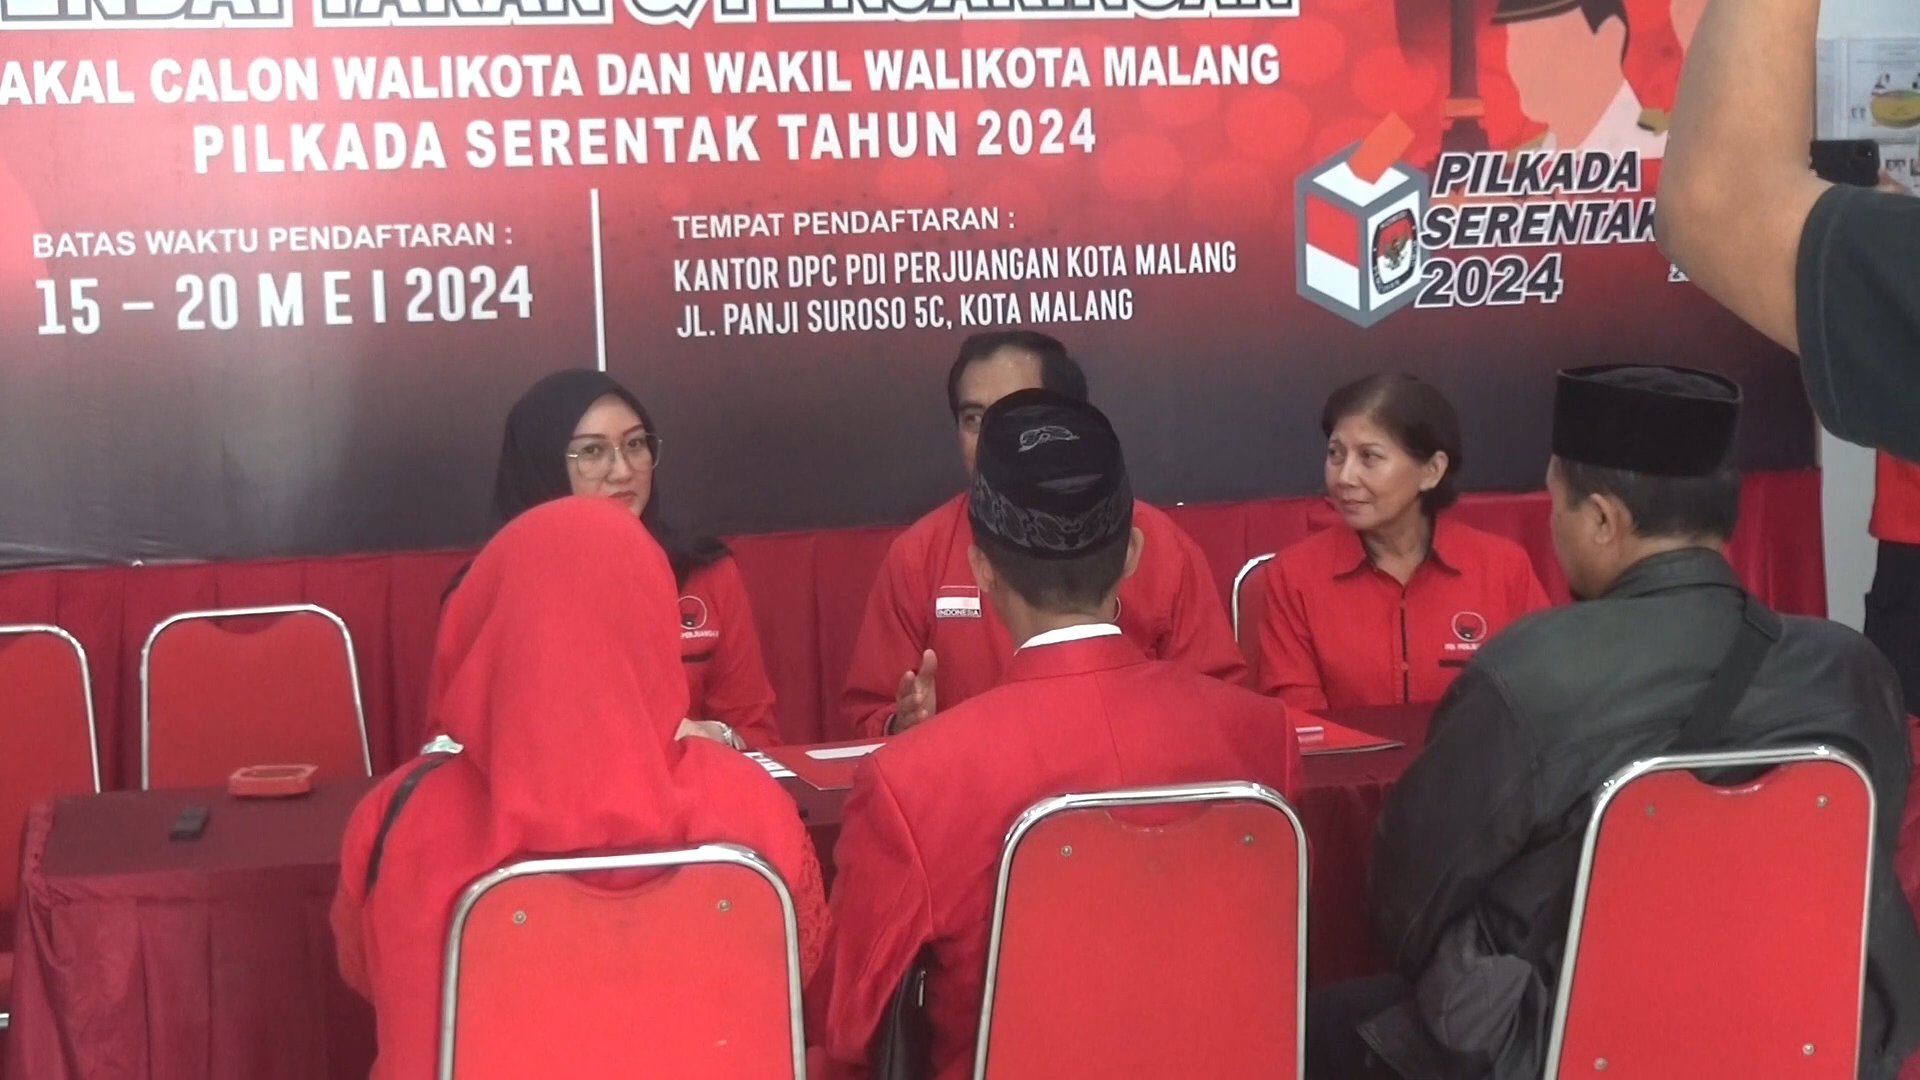 AKAL CALON WALIKOTA DAN WAKIL WALIKOTA MALANG
PILKADA SERENTAK TAHUN 2024
BATAS WAKTU PENDAFTARAN :
15 – 20 MEI 2024
TEMPAT PENDAFTARAN :
KANTOR DPC PDI PERJUANGAN KOTA MALANG
JL. PANJI SUROSO 5C, KOTA MALANG
PILKADA
SERENTAK
2024
INDONESIA